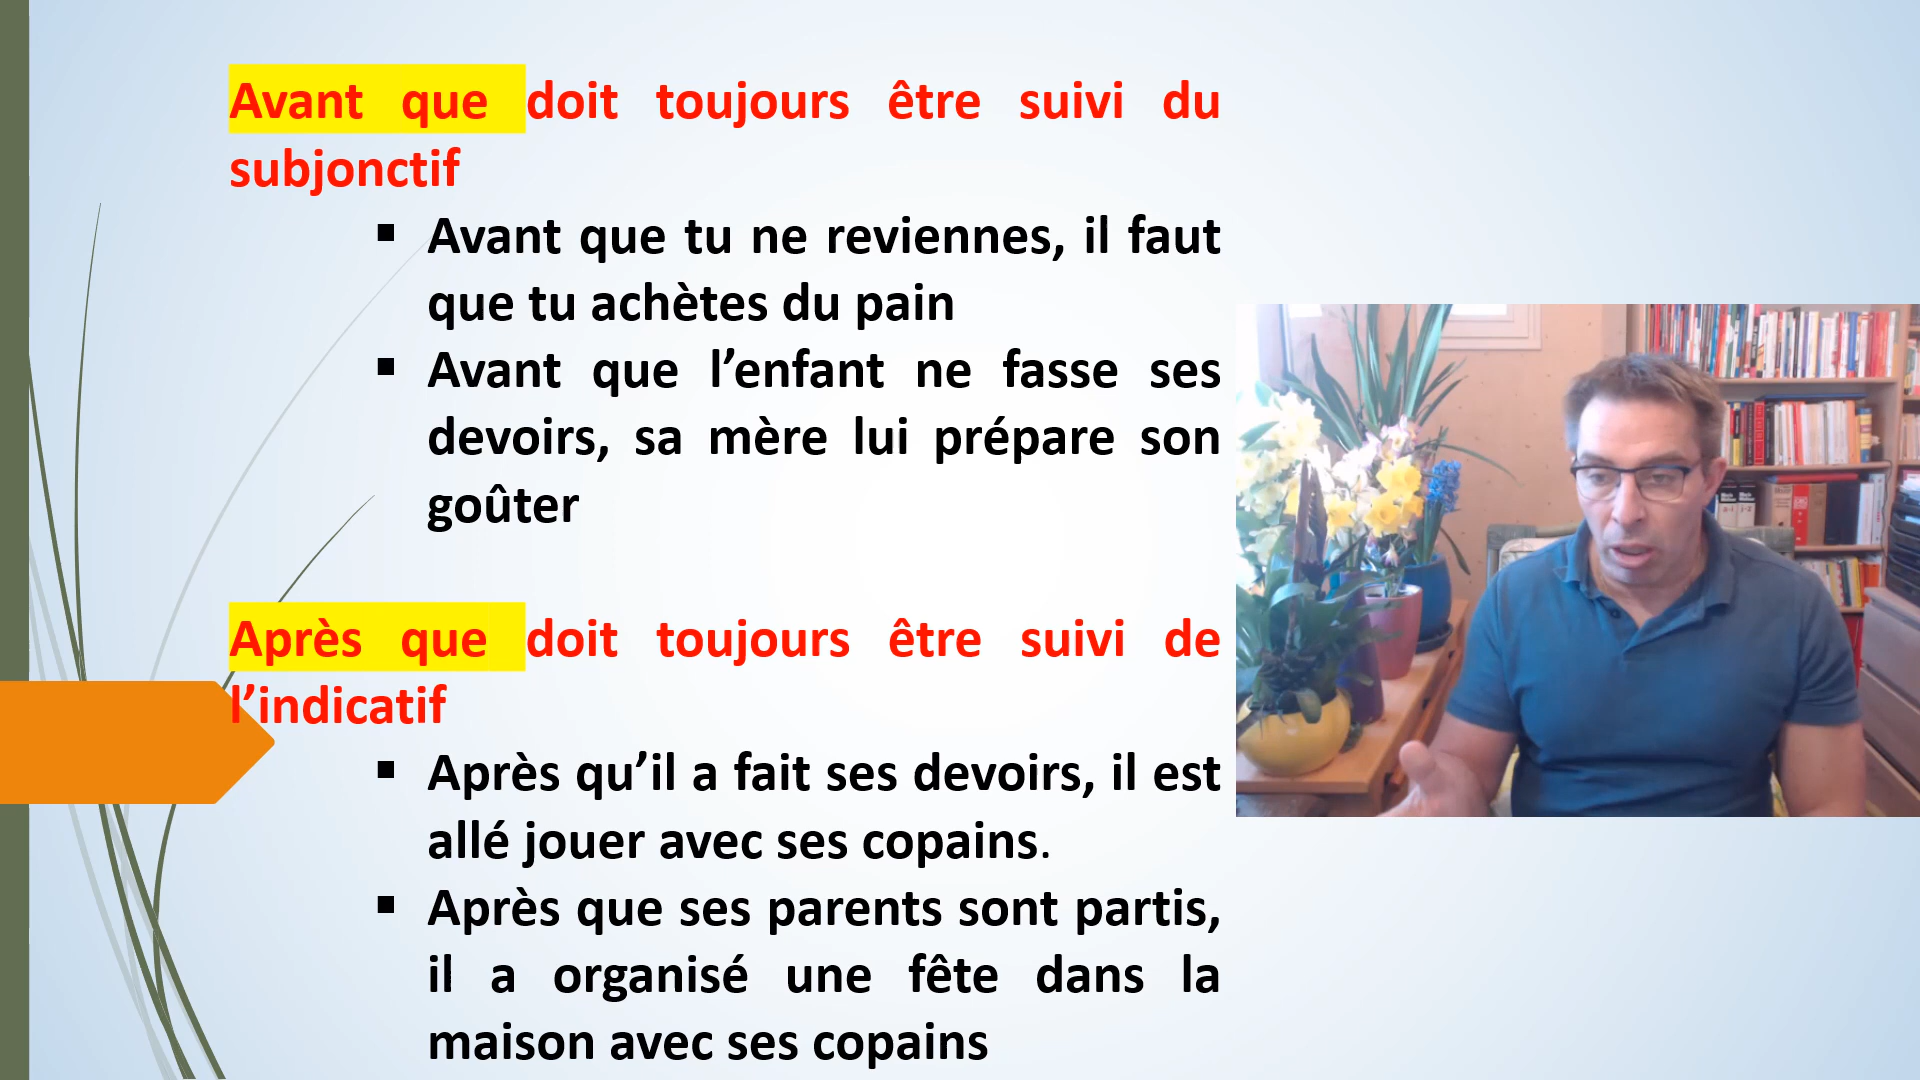 Avant que doit toujours être suivi du
subjonctif
▪ Avant que tu ne reviennes, il faut
que tu achètes du pain
▪ Avant que l’enfant ne fasse ses
devoirs, sa mère lui prépare son
goûter
Après que doit toujours être suivi de
l’indicatif
▪ Après qu’il a fait ses devoirs, il est
allé jouer avec ses copains.
▪ Après que ses parents sont partis,
il a organisé une fête dans la
maison avec ses copains